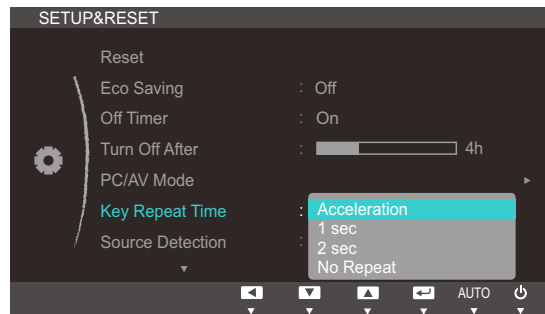 SETUP&RESET
Reset
Eco Saving : Off
Off Timer : On
Turn Off After : 4h
PC/AV Mode
Key Repeat Time : Acceleration
1 sec
Source Detection : 2 sec
No Repeat
AUTO